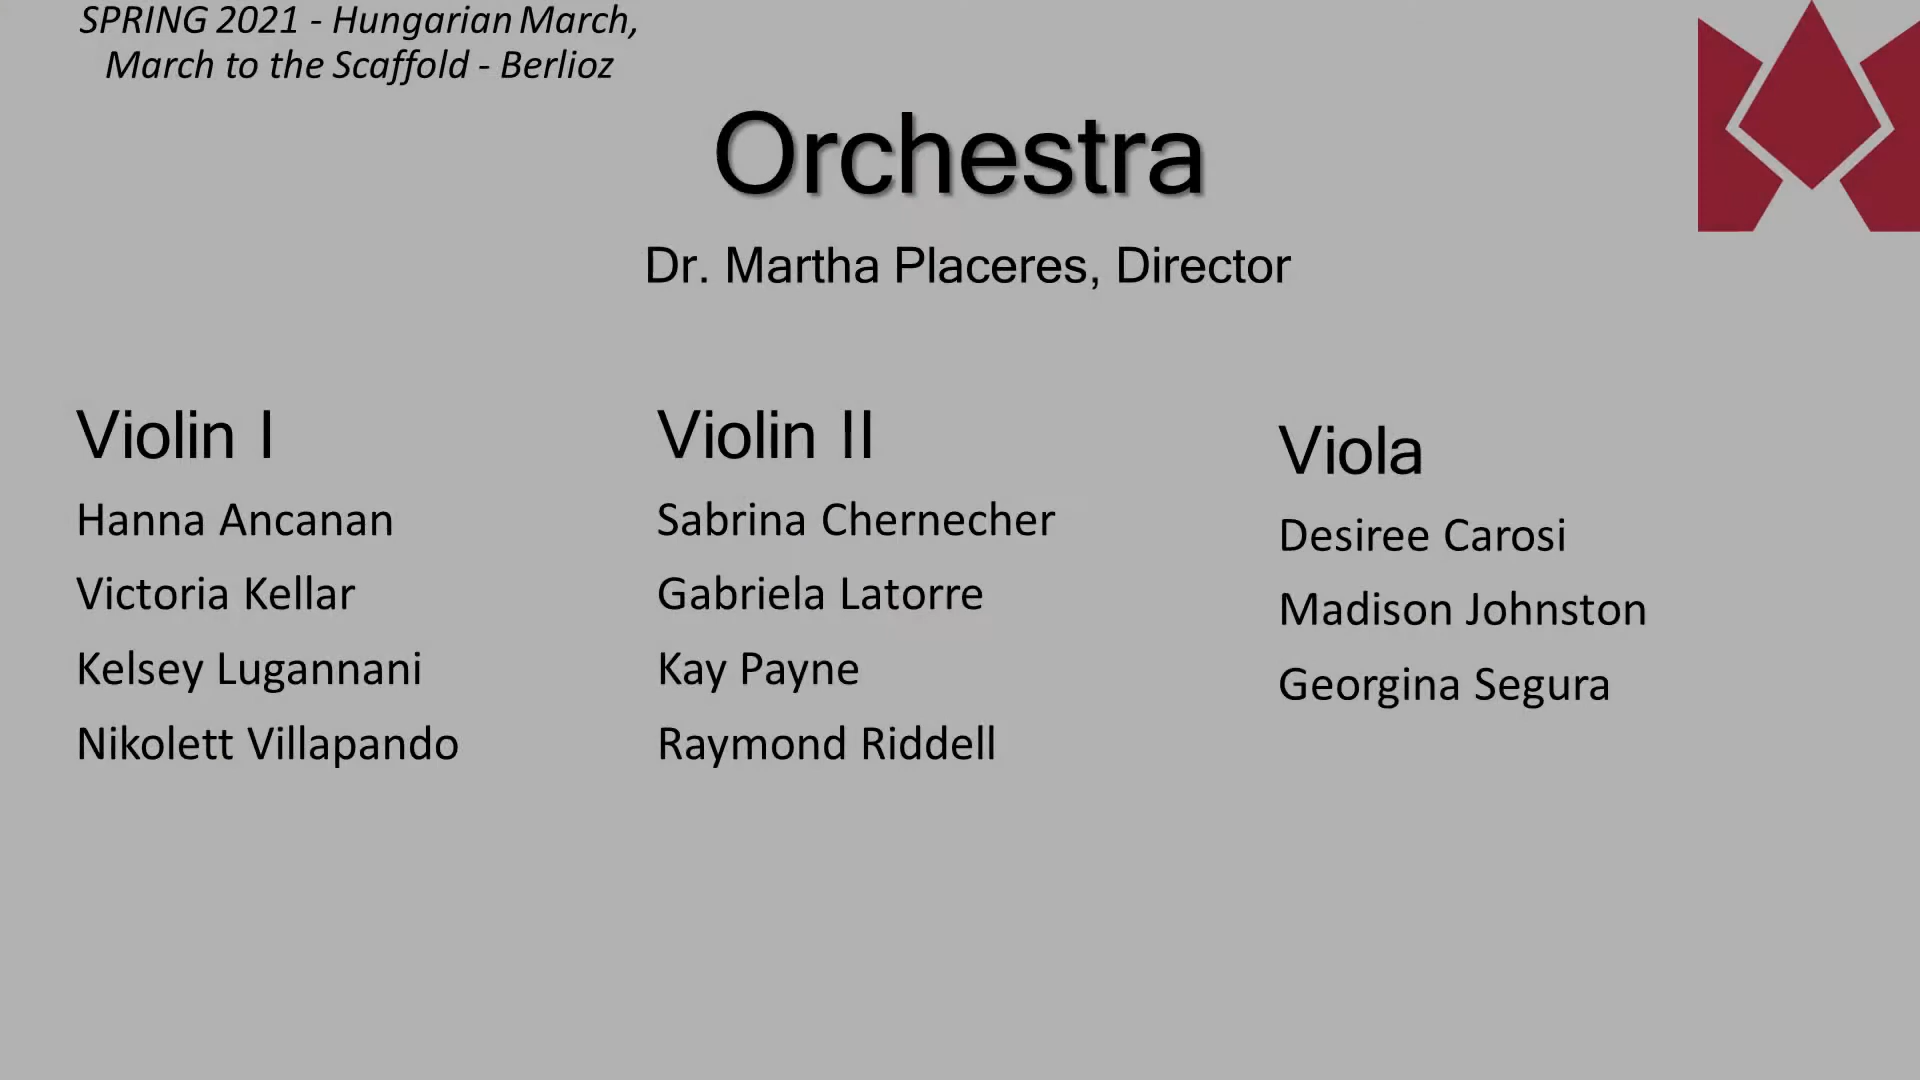 SPRING 2021 - Hungarian March,
March to the Scaffold - Berlioz
Orchestra
Dr. Martha Placeres, Director
Violin I
Hanna Ancanan
Victoria Kellar
Kelsey Lugannani
Nikolett Villapando
Violin II
Sabrina Chernecher
Gabriela Latorre
Kay Payne
Raymond Riddell
Viola
Desiree Carosi
Madison Johnston
Georgina Segura